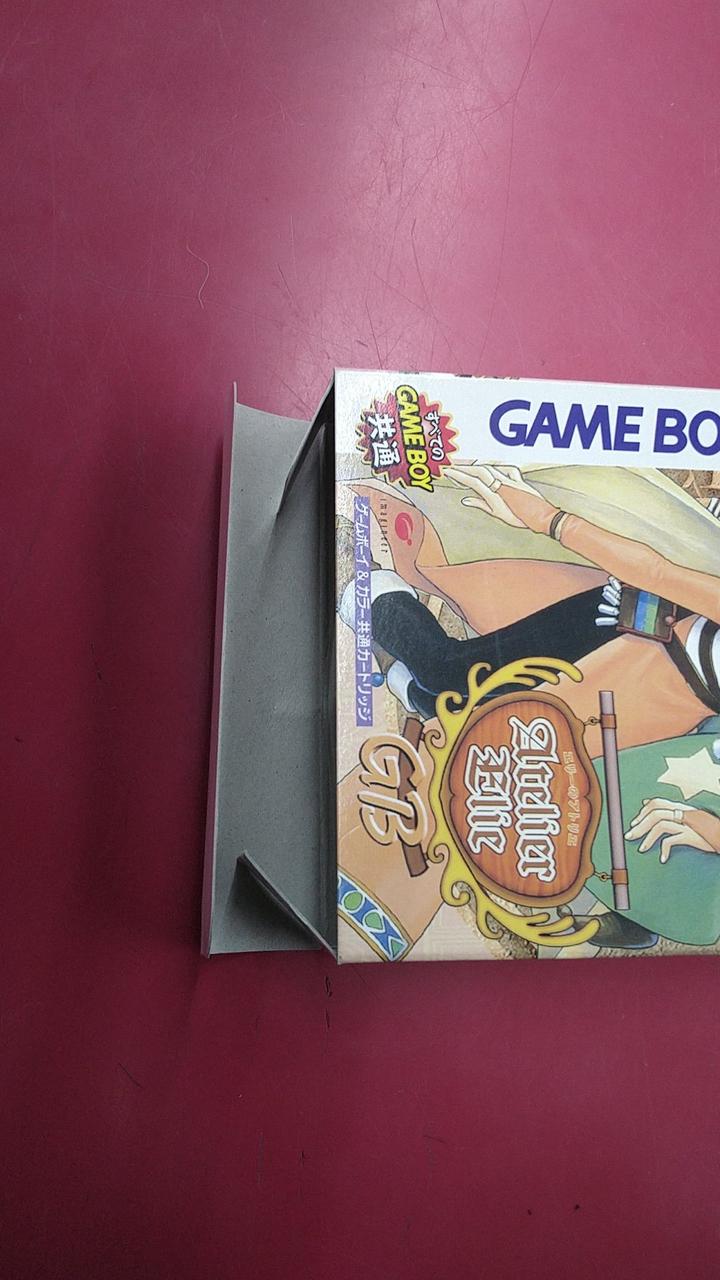 GAME BO
すべての
GAME BOY
共通
imagineer
ゲームボーイ & カラー共通カートリッジ
エリーのアトリエ
Atelier
Elie
GB